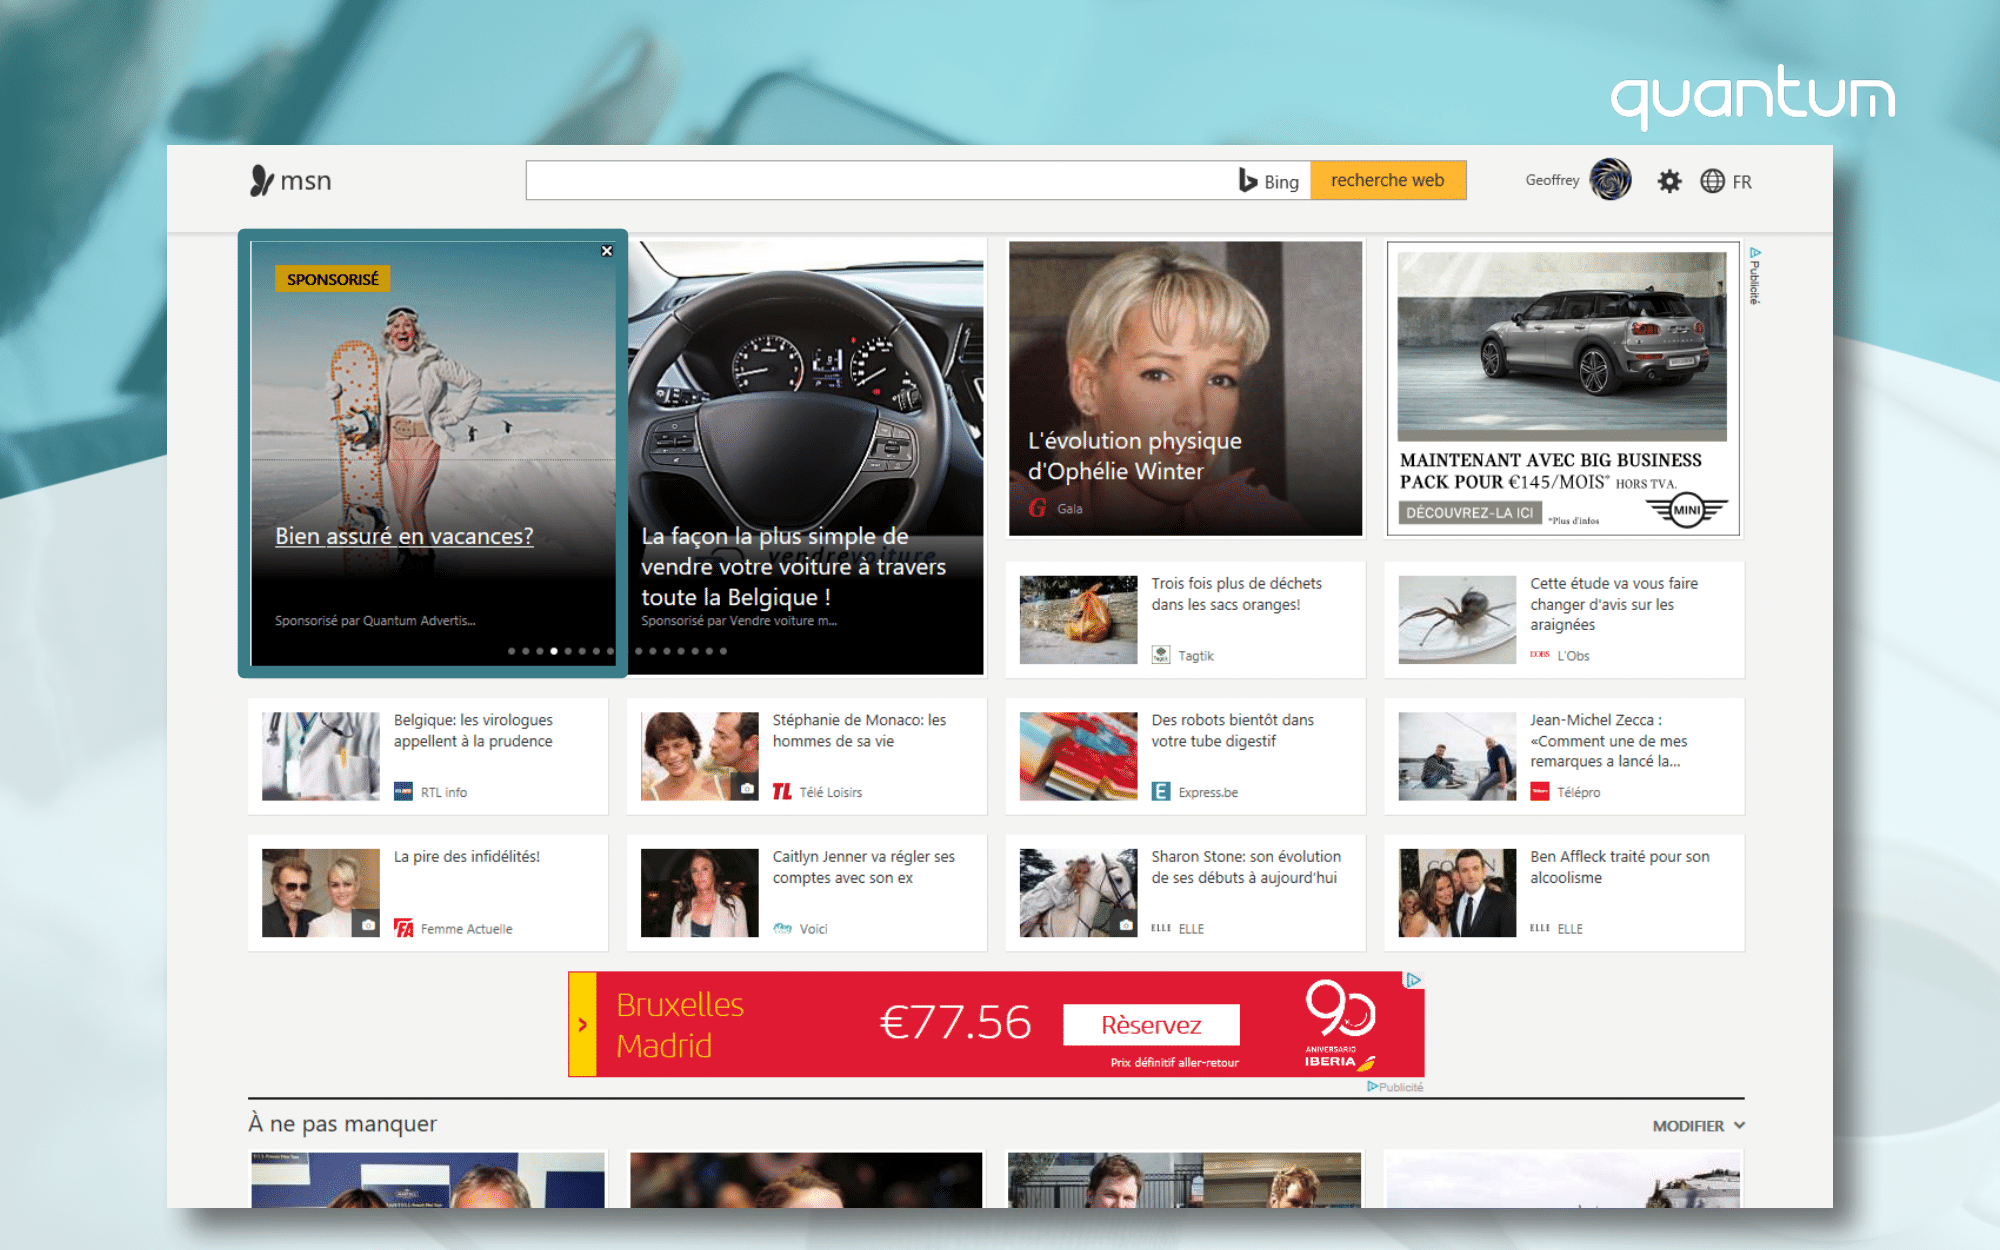 quantum
msn
Bing
recherche web
Geoffrey
FR
SPONSORISÉ
Bien assuré en vacances?
Sponsorisé par Quantum Advertis...
La façon la plus simple de
vendre votre voiture à travers
toute la Belgique !
Sponsorisé par Vendre voiture m...
vendrevoiture
L'évolution physique
d'Ophélie Winter
G Gala
Publicité
MAINTENANT AVEC BIG BUSINESS
PACK POUR €145/MOIS* HORS TVA.
DÉCOUVREZ-LA ICI
*Plus d'infos
MINI
Trois fois plus de déchets
dans les sacs oranges!
Tagtik
Cette étude va vous faire
changer d'avis sur les
araignées
L'OBS L'Obs
Belgique: les virologues
appellent à la prudence
RTL info
Stéphanie de Monaco: les
hommes de sa vie
TL Télé Loisirs
Des robots bientôt dans
votre tube digestif
E Express.be
Jean-Michel Zecca :
«Comment une de mes
remarques a lancé la...
Télépro
La pire des infidélités!
FA Femme Actuelle
Caitlyn Jenner va régler ses
comptes avec son ex
Voici
Sharon Stone: son évolution
de ses débuts à aujourd'hui
ELLE ELLE
Ben Affleck traité pour son
alcoolisme
ELLE ELLE
Bruxelles
Madrid
€77.56
Rèservez
Prix définitif aller-retour
90
ANIVERSARIO
IBERIA
Publicité
À ne pas manquer
MODIFIER